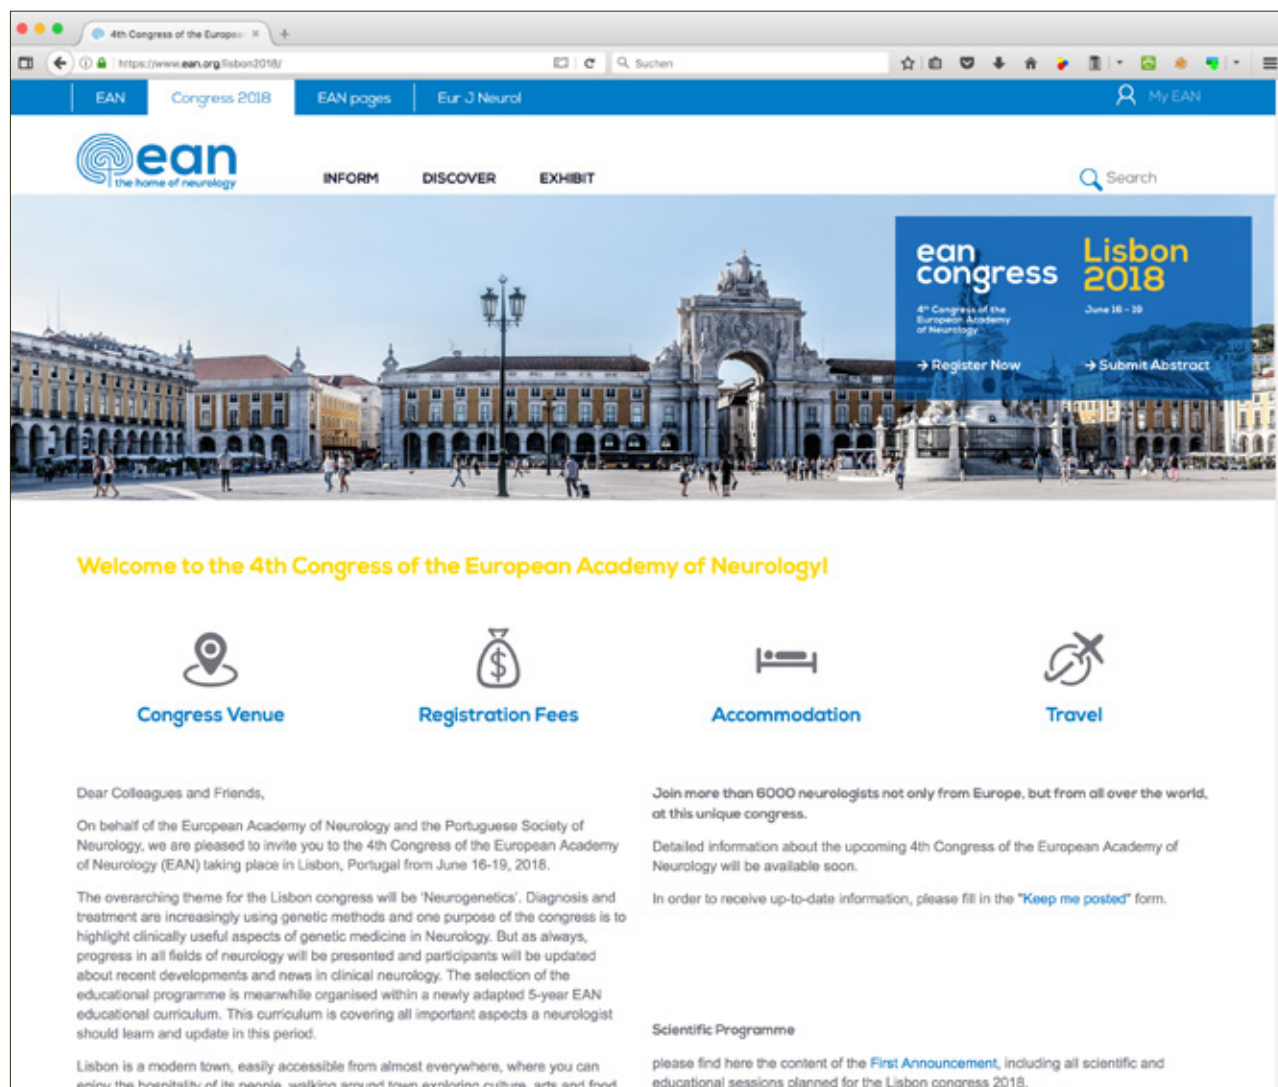 4th Congress of the Europea
https://www.ean.org/lisbon2018/
Suchen
EAN
Congress 2018
EAN pages
Eur J Neurol
My EAN
ean
the home of neurology
INFORM
DISCOVER
EXHIBIT
Search
ean
congress
4th Congress of the
European Academy
of Neurology
→ Register Now
Lisbon
2018
June 16 - 19
→ Submit Abstract
Welcome to the 4th Congress of the European Academy of Neurology!
Congress Venue
Registration Fees
Accommodation
Travel
Dear Colleagues and Friends,
On behalf of the European Academy of Neurology and the Portuguese Society of
Neurology, we are pleased to invite you to the 4th Congress of the European Academy
of Neurology (EAN) taking place in Lisbon, Portugal from June 16-19, 2018.
The overarching theme for the Lisbon congress will be 'Neurogenetics'. Diagnosis and
treatment are increasingly using genetic methods and one purpose of the congress is to
highlight clinically useful aspects of genetic medicine in Neurology. But as always,
progress in all fields of neurology will be presented and participants will be updated
about recent developments and news in clinical neurology. The selection of the
educational programme is meanwhile organised within a newly adapted 5-year EAN
educational curriculum. This curriculum is covering all important aspects a neurologist
should learn and update in this period.
Lisbon is a modern town, easily accessible from almost everywhere, where you can
enjoy the hospitality of its people, walking around town exploring culture, arts and food
Join more than 6000 neurologists not only from Europe, but from all over the world,
at this unique congress.
Detailed information about the upcoming 4th Congress of the European Academy of
Neurology will be available soon.
In order to receive up-to-date information, please fill in the "Keep me posted" form.
Scientific Programme
please find here the content of the First Announcement, including all scientific and
educational sessions planned for the Lisbon congress 2018.